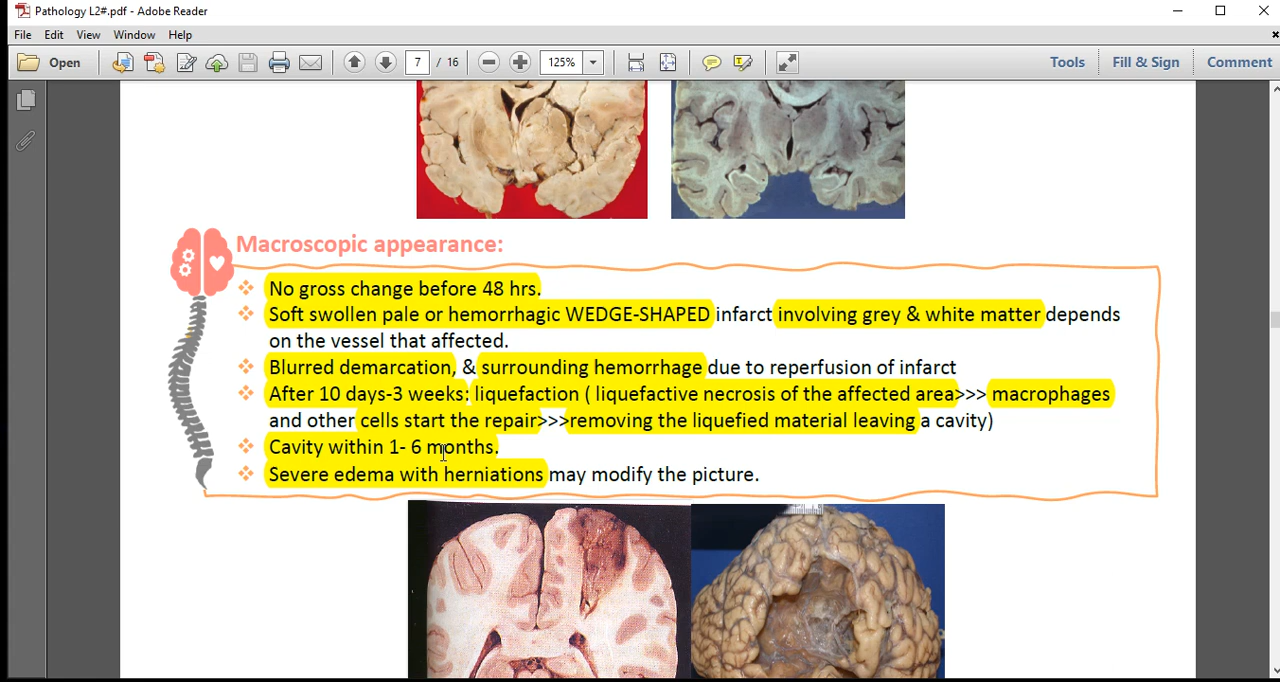 Pathology L2#.pdf - Adobe Reader
File Edit View Window Help
Open 7 / 16 125% Tools Fill & Sign Comment
Macroscopic appearance:
No gross change before 48 hrs.
Soft swollen pale or hemorrhagic WEDGE-SHAPED infarct involving grey & white matter depends
on the vessel that affected.
Blurred demarcation, & surrounding hemorrhage due to reperfusion of infarct
After 10 days-3 weeks: liquefaction ( liquefactive necrosis of the affected area>>> macrophages
and other cells start the repair>>>removing the liquefied material leaving a cavity)
Cavity within 1- 6 months.
Severe edema with herniations may modify the picture.